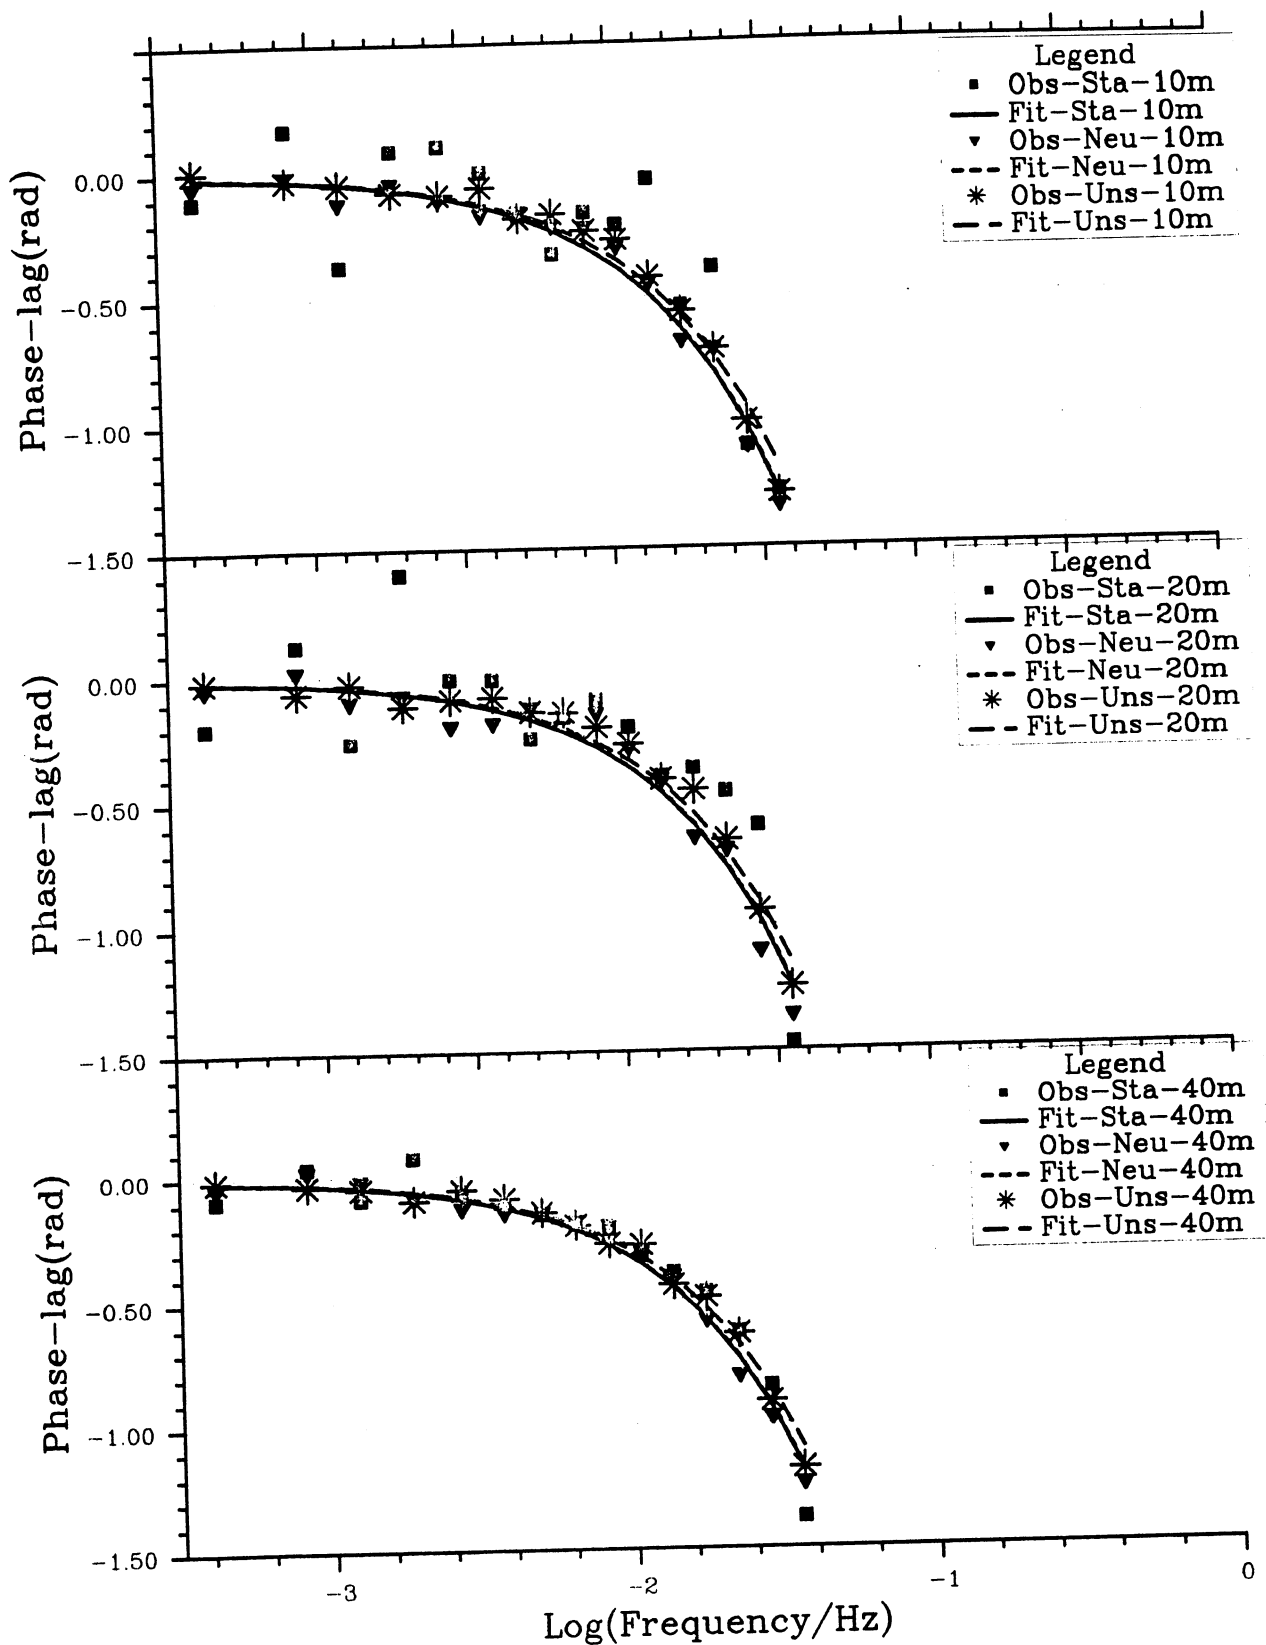 Legend
Obs-Sta-10m
Fit-Sta-10m
Obs-Neu-10m
Fit-Neu-10m
Obs-Uns-10m
Fit-Uns-10m
Phase-lag(rad)
0.00
-0.50
-1.00
-1.50
Legend
Obs-Sta-20m
Fit-Sta-20m
Obs-Neu-20m
Fit-Neu-20m
Obs-Uns-20m
Fit-Uns-20m
Phase-lag(rad)
0.00
-0.50
-1.00
-1.50
Legend
Obs-Sta-40m
Fit-Sta-40m
Obs-Neu-40m
Fit-Neu-40m
Obs-Uns-40m
Fit-Uns-40m
Phase-lag(rad)
0.00
-0.50
-1.00
-1.50
-3 -2 -1 0
Log(Frequency/Hz)